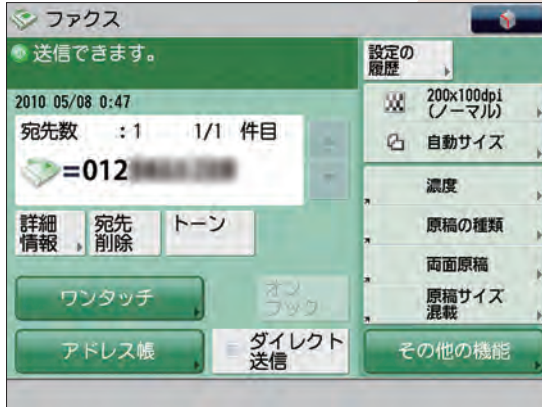 ファクス
送信できます。
2010 05/08 0:47
宛先数 :1 1/1 件目
=012
詳細
情報
宛先
削除
トーン
ワンタッチ
オン
フック
アドレス帳
ダイレクト
送信
設定の
履歴
200x100dpi
(ノーマル)
自動サイズ
濃度
原稿の種類
両面原稿
原稿サイズ
混載
その他の機能